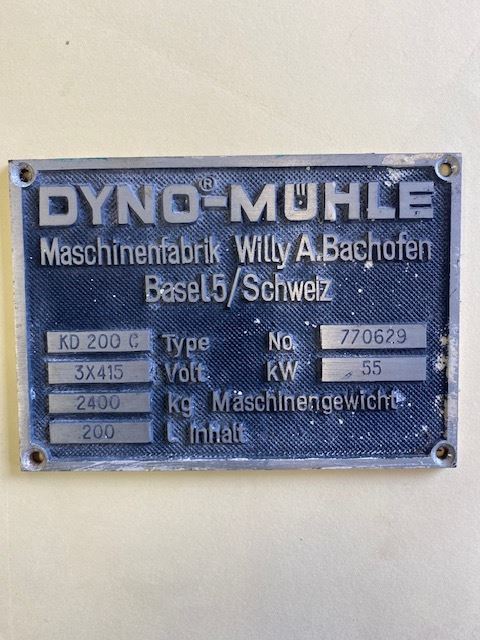 DYNO®-MÜHLE
Maschinenfabrik Willy A. Bachofen
Basel 5/Schweiz
KD 200 C Type No. 770629
3X415 Volt kW 55
2400 kg Maschinengewicht
200 L Inhalt